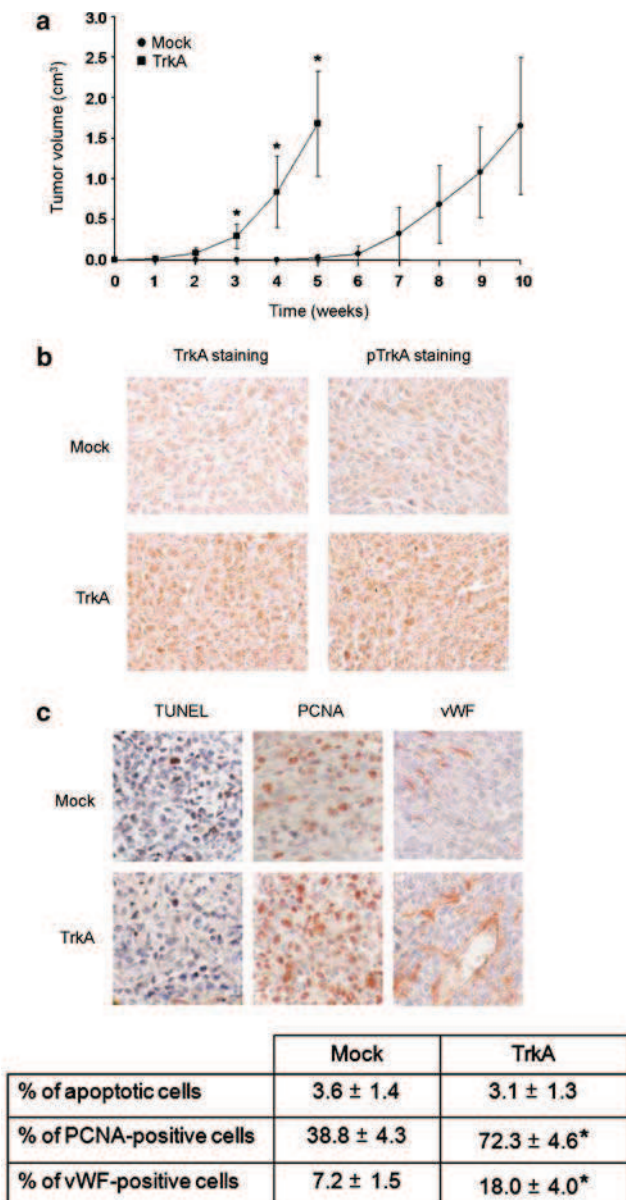 a
Mock
TrkA
Tumor volume (cm³)
3.0
2.5
2.0
1.5
1.0
0.5
0.0
*
*
*
0 1 2 3 4 5 6 7 8 9 10
Time (weeks)
b
TrkA staining pTrkA staining
Mock
TrkA
c
TUNEL PCNA vWF
Mock
TrkA
Mock TrkA
% of apoptotic cells 3.6 ± 1.4 3.1 ± 1.3
% of PCNA-positive cells 38.8 ± 4.3 72.3 ± 4.6*
% of vWF-positive cells 7.2 ± 1.5 18.0 ± 4.0*